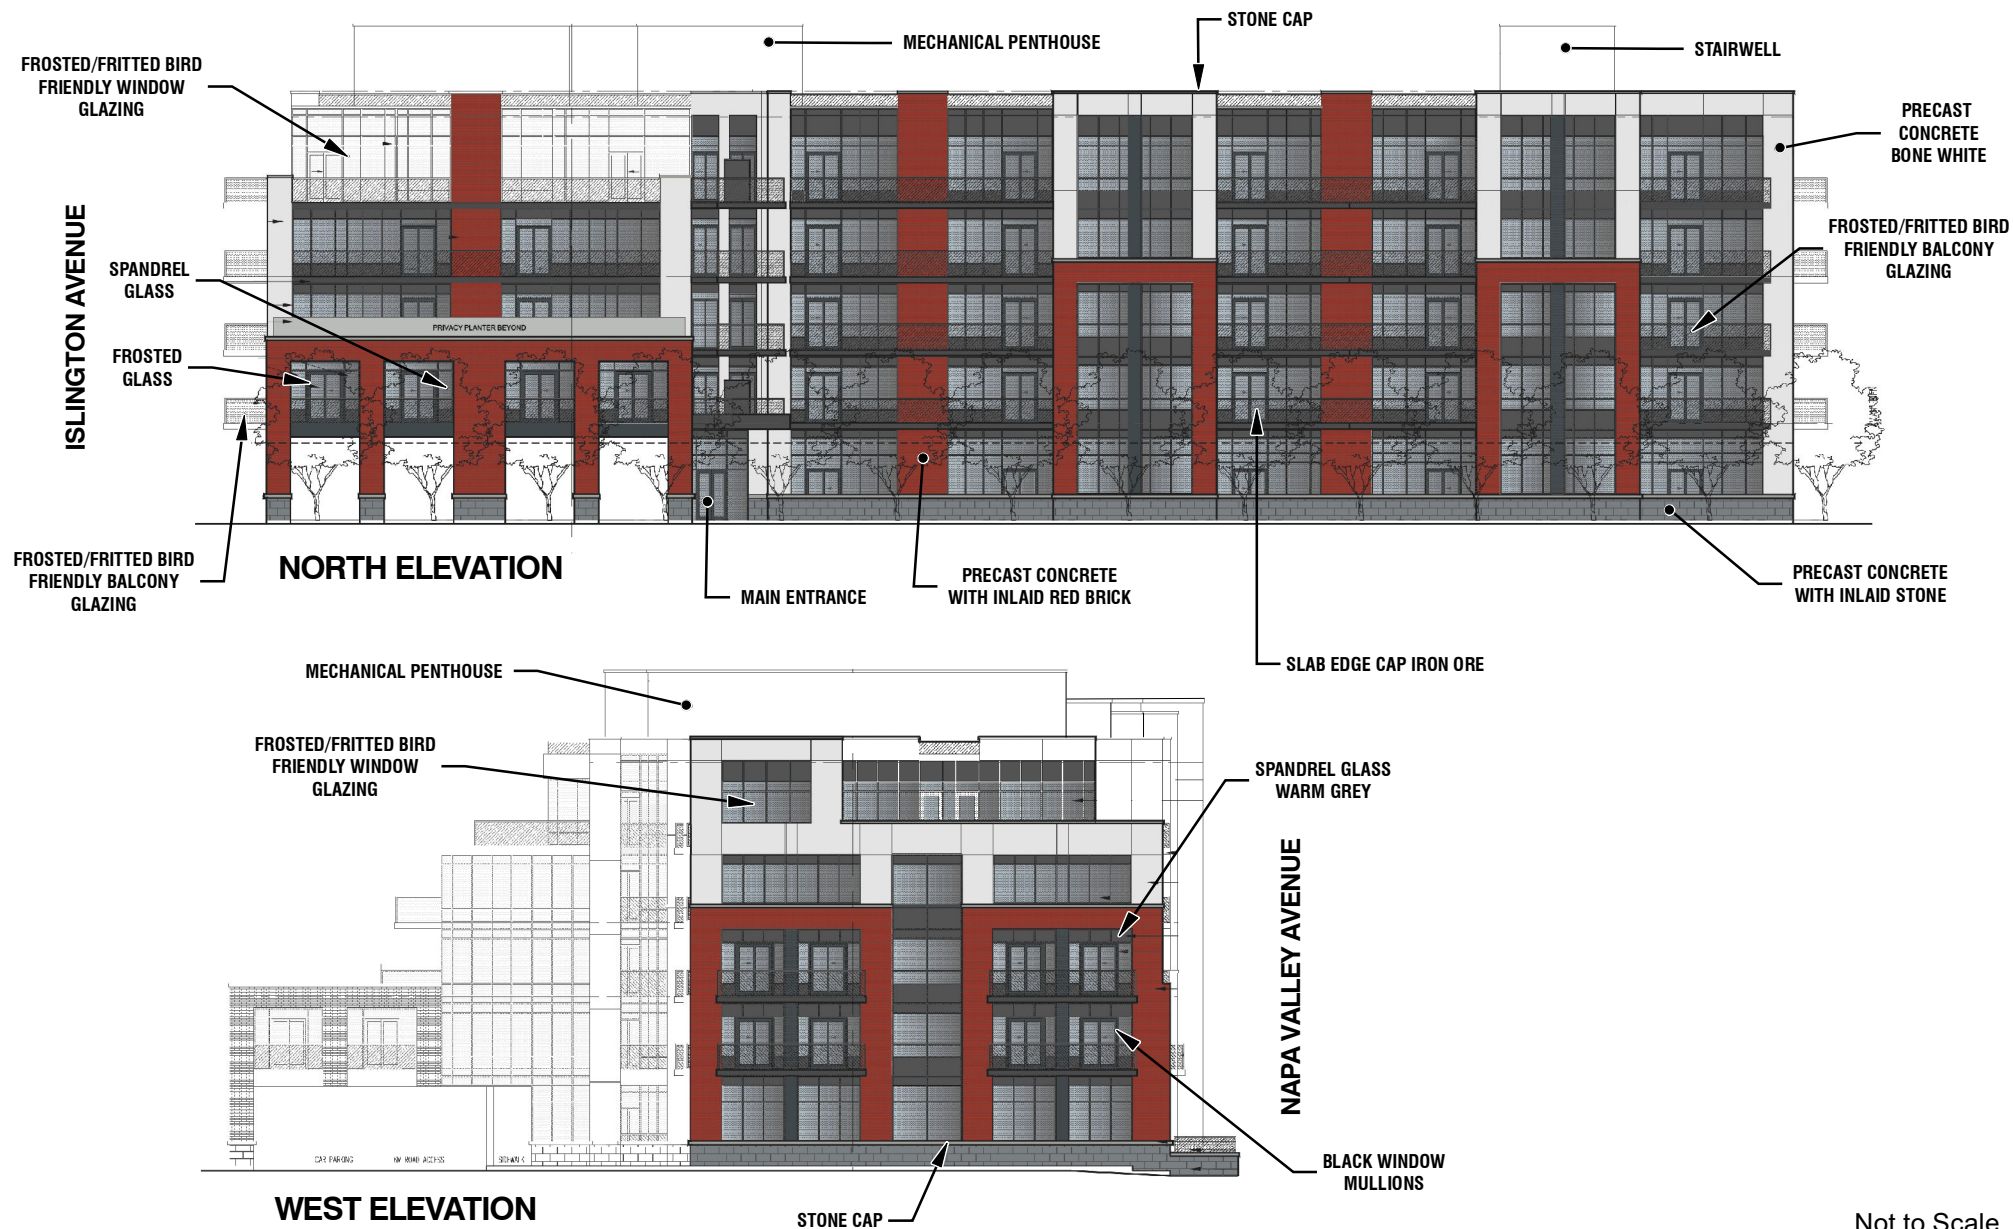 STONE CAP
MECHANICAL PENTHOUSE
STAIRWELL
FROSTED/FRITTED BIRD
FRIENDLY WINDOW
GLAZING
PRECAST
CONCRETE
BONE WHITE
ISLINGTON AVENUE
FROSTED/FRITTED BIRD
FRIENDLY BALCONY
GLAZING
SPANDREL
GLASS
PRIVACY PLANTER BEYOND
FROSTED
GLASS
FROSTED/FRITTED BIRD
FRIENDLY BALCONY
GLAZING
NORTH ELEVATION
MAIN ENTRANCE
PRECAST CONCRETE
WITH INLAID RED BRICK
PRECAST CONCRETE
WITH INLAID STONE
SLAB EDGE CAP IRON ORE
MECHANICAL PENTHOUSE
FROSTED/FRITTED BIRD
FRIENDLY WINDOW
GLAZING
SPANDREL GLASS
WARM GREY
NAPA VALLEY AVENUE
CAR PARKING
6M ROAD ACCESS
SIDEWALK
BLACK WINDOW
MULLIONS
WEST ELEVATION
STONE CAP
Not to Scale